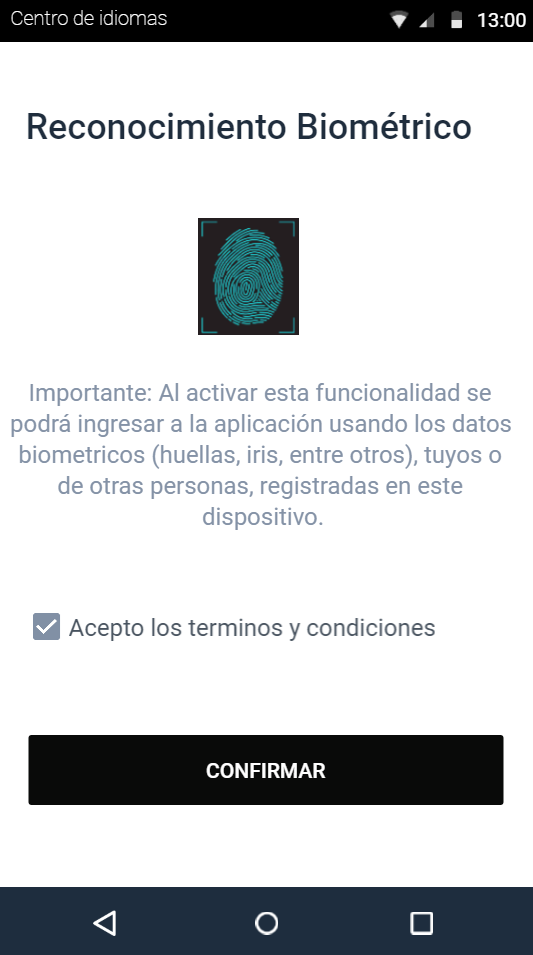 Centro de idiomas
13:00
Reconocimiento Biométrico
Importante: Al activar esta funcionalidad se
podrá ingresar a la aplicación usando los datos
biometricos (huellas, iris, entre otros), tuyos o
de otras personas, registradas en este
dispositivo.
Acepto los terminos y condiciones
CONFIRMAR